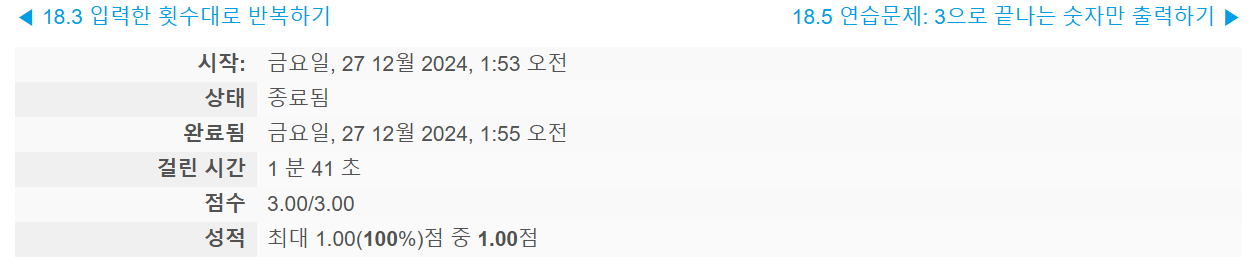 ◀ 18.3 입력한 횟수대로 반복하기 18.5 연습문제: 3으로 끝나는 숫자만 출력하기 ▶
시작: 금요일, 27 12월 2024, 1:53 오전
상태 종료됨
완료됨 금요일, 27 12월 2024, 1:55 오전
걸린 시간 1 분 41 초
점수 3.00/3.00
성적 최대 1.00(100%)점 중 1.00점